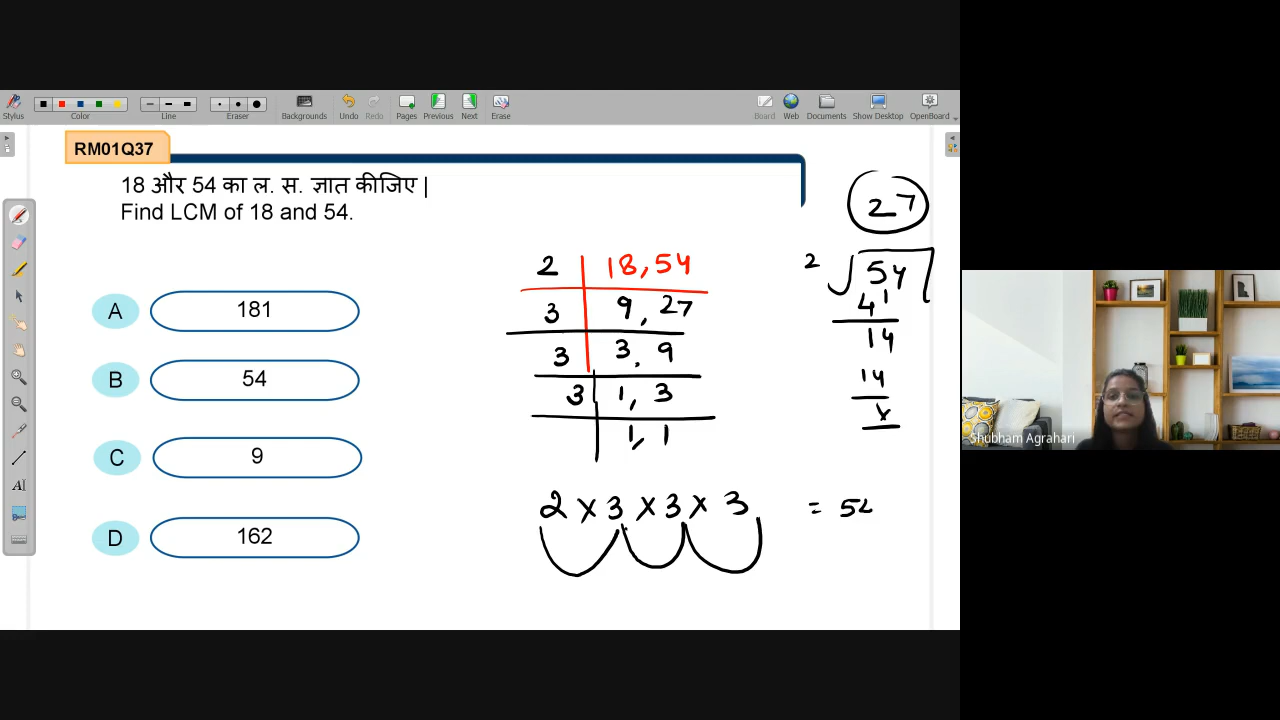 Stylus
Color
Line
Eraser
Backgrounds
Undo
Redo
Pages
Previous
Next
Erase
Board
Web
Documents
Show Desktop
OpenBoard
RM01Q37
18 और 54 का ल. स. ज्ञात कीजिए |
Find LCM of 18 and 54.
A 181
B 54
C 9
D 162
2 | 18, 54
3 | 9, 27
3 | 3, 9
3 | 1, 3
1, 1
2 × 3 × 3 × 3 = 54
27
2 √54
4
14
14
x
Shubham Agrahari